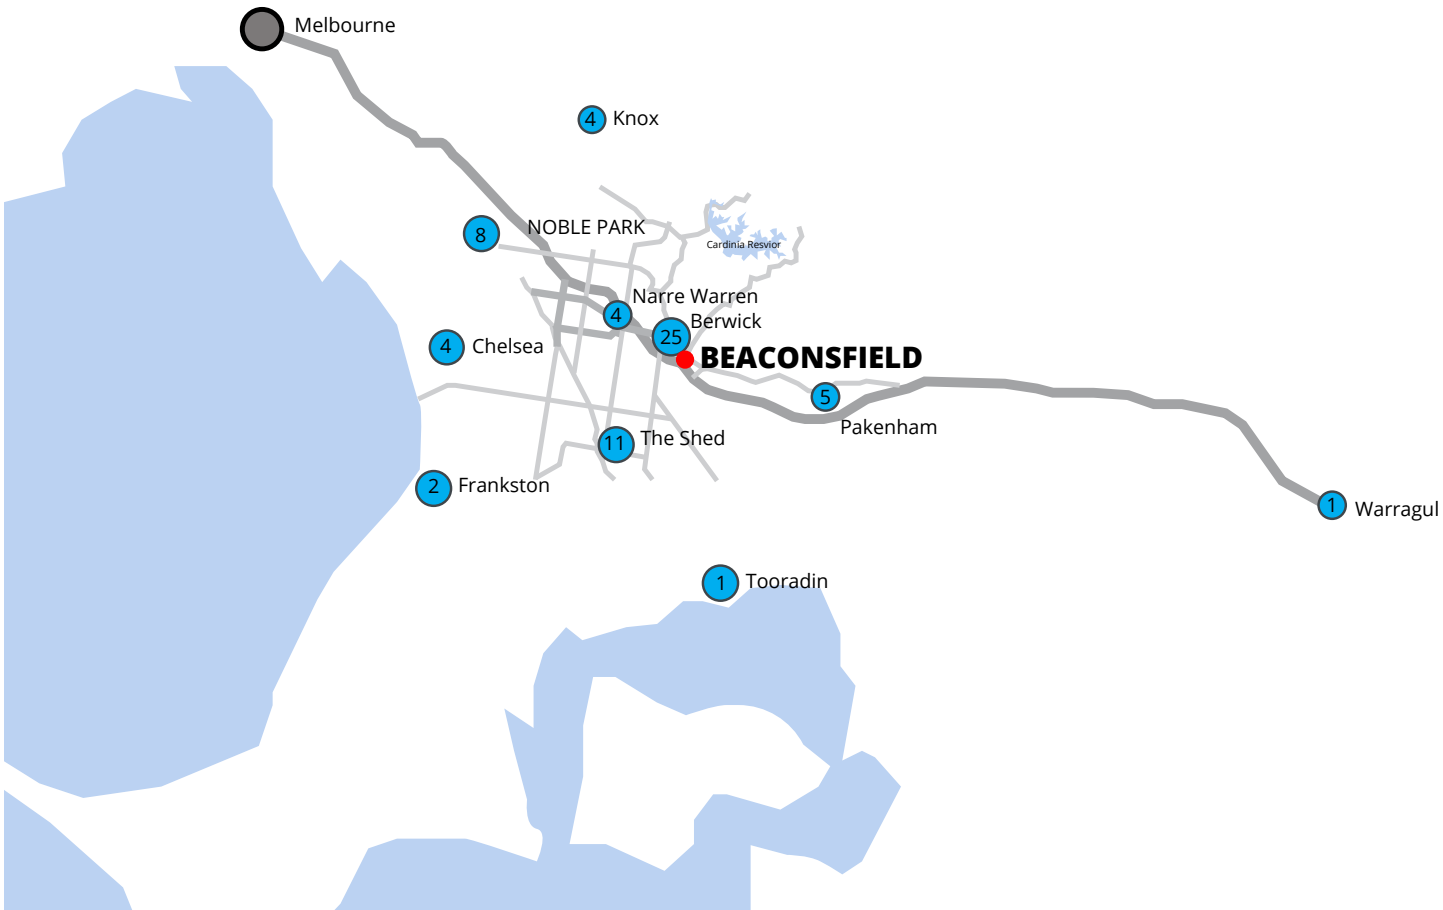 Melbourne
4 Knox
8 NOBLE PARK
Cardinia Resvior
Narre Warren
4
Berwick
25
4 Chelsea
BEACONSFIELD
5
Pakenham
11 The Shed
2 Frankston
1 Warragul
1 Tooradin